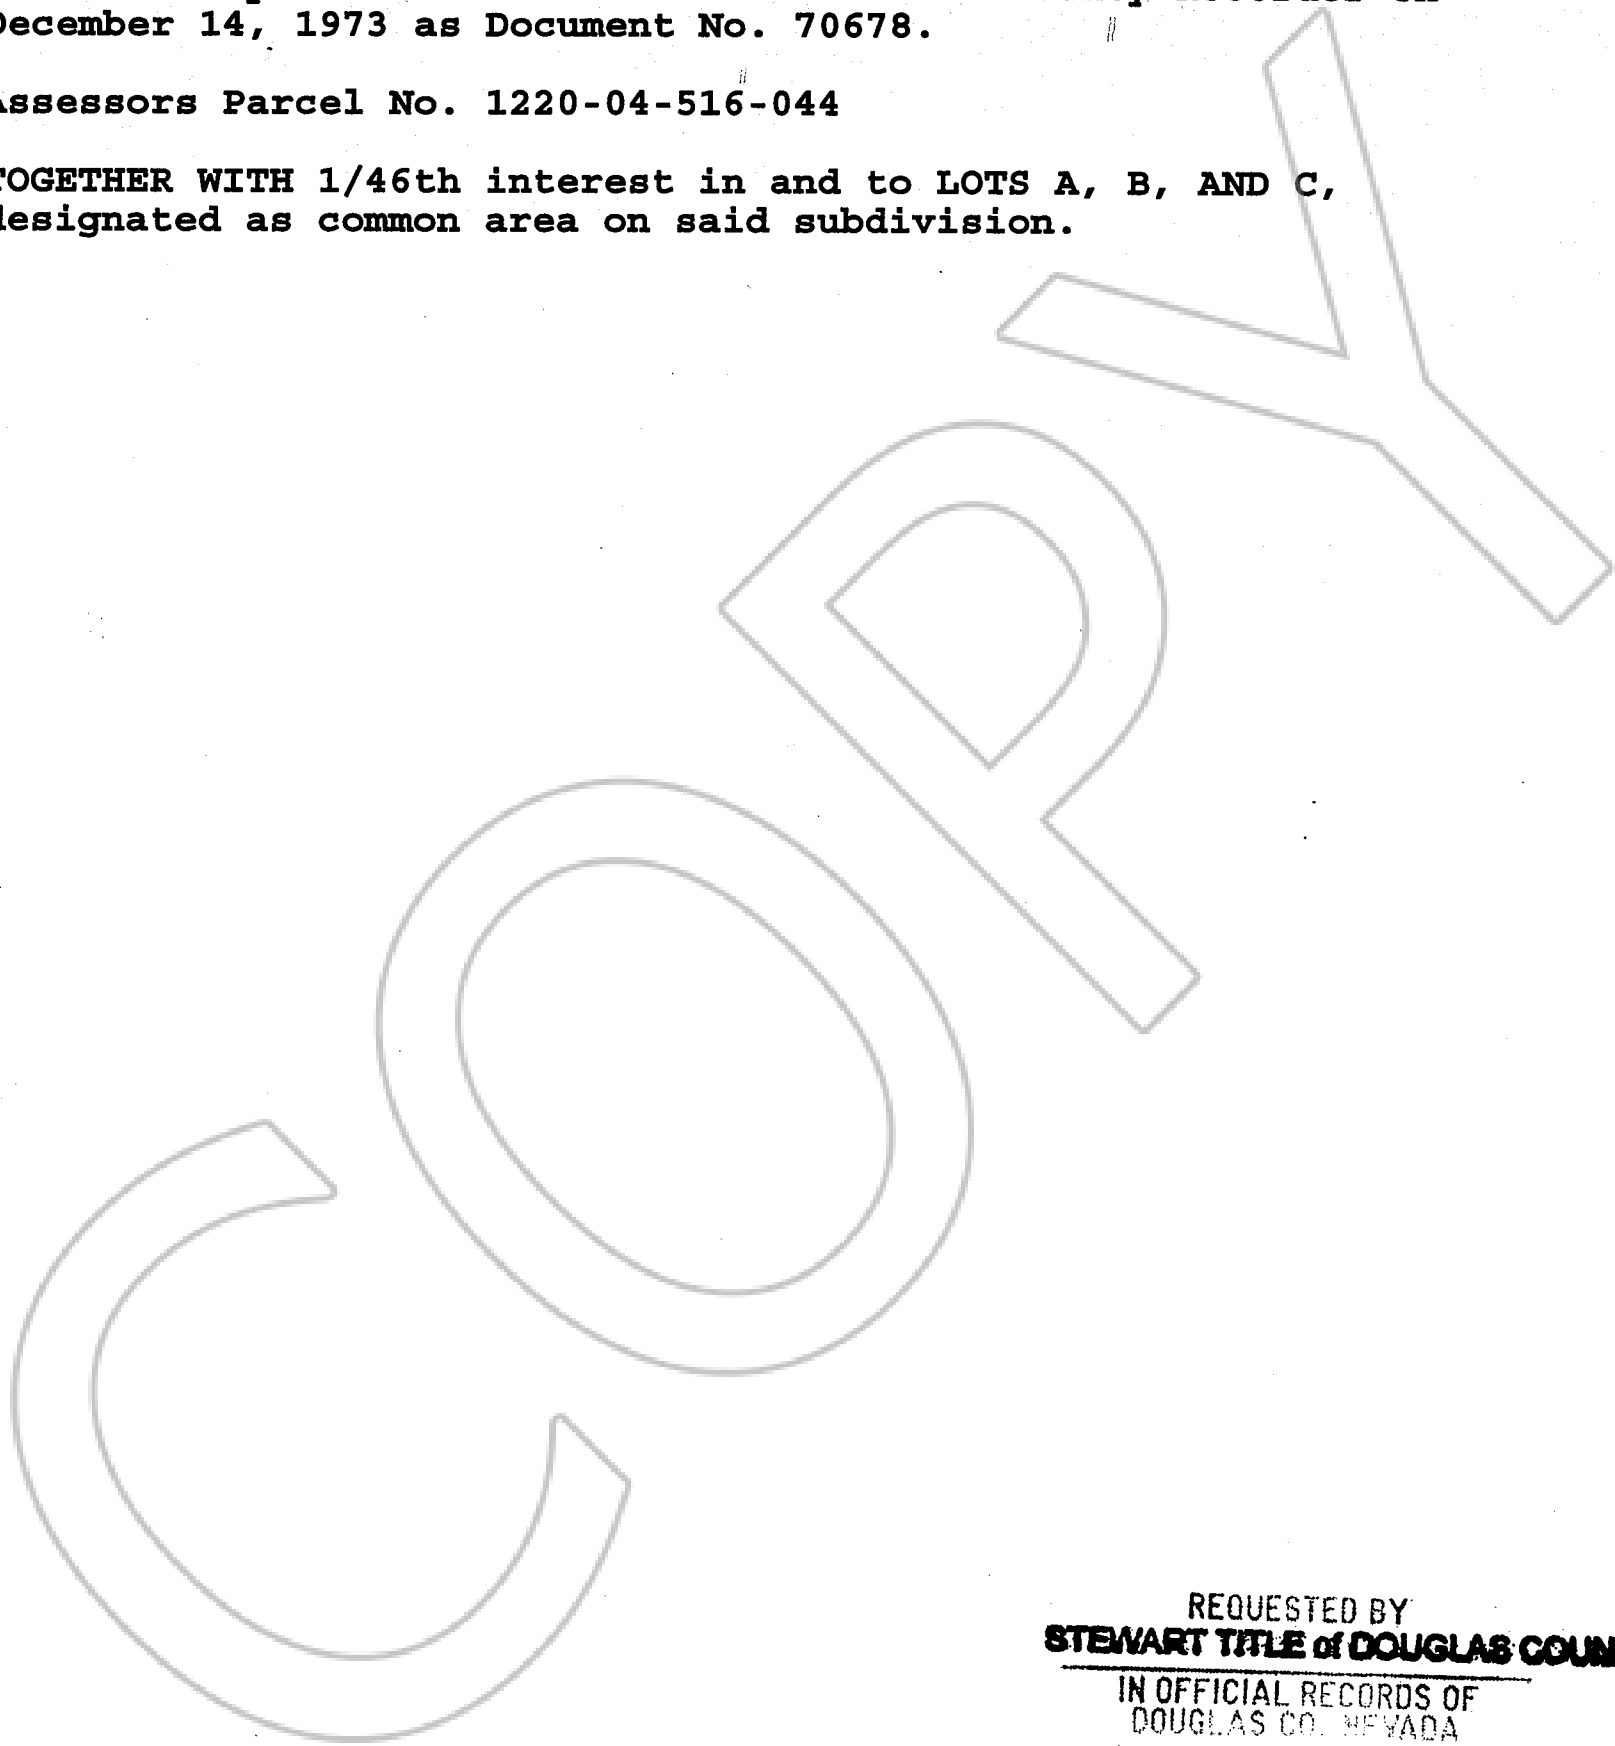 December 14, 1973 as Document No. 70678.
Assessors Parcel No. 1220-04-516-044
TOGETHER WITH 1/46th interest in and to LOTS A, B, AND C,
designated as common area on said subdivision.
COPY
REQUESTED BY
STEWART TITLE of DOUGLAS COUN
IN OFFICIAL RECORDS OF
DOUGLAS CO. NEVADA